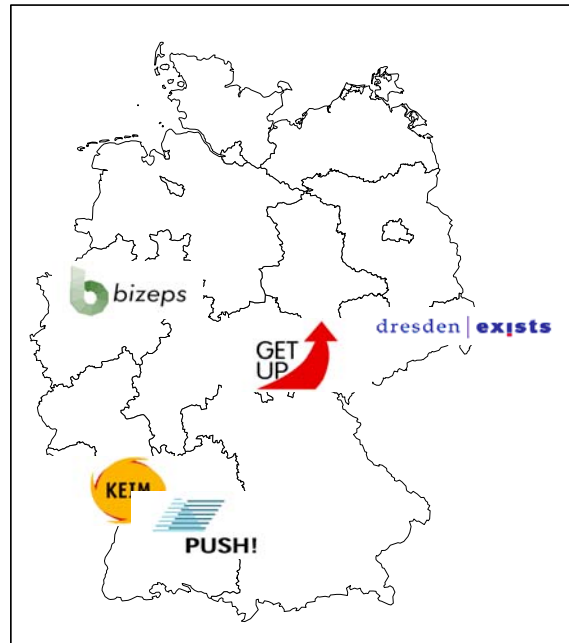 bizeps
dresden | exists
GET
UP
KEIM
PUSH!